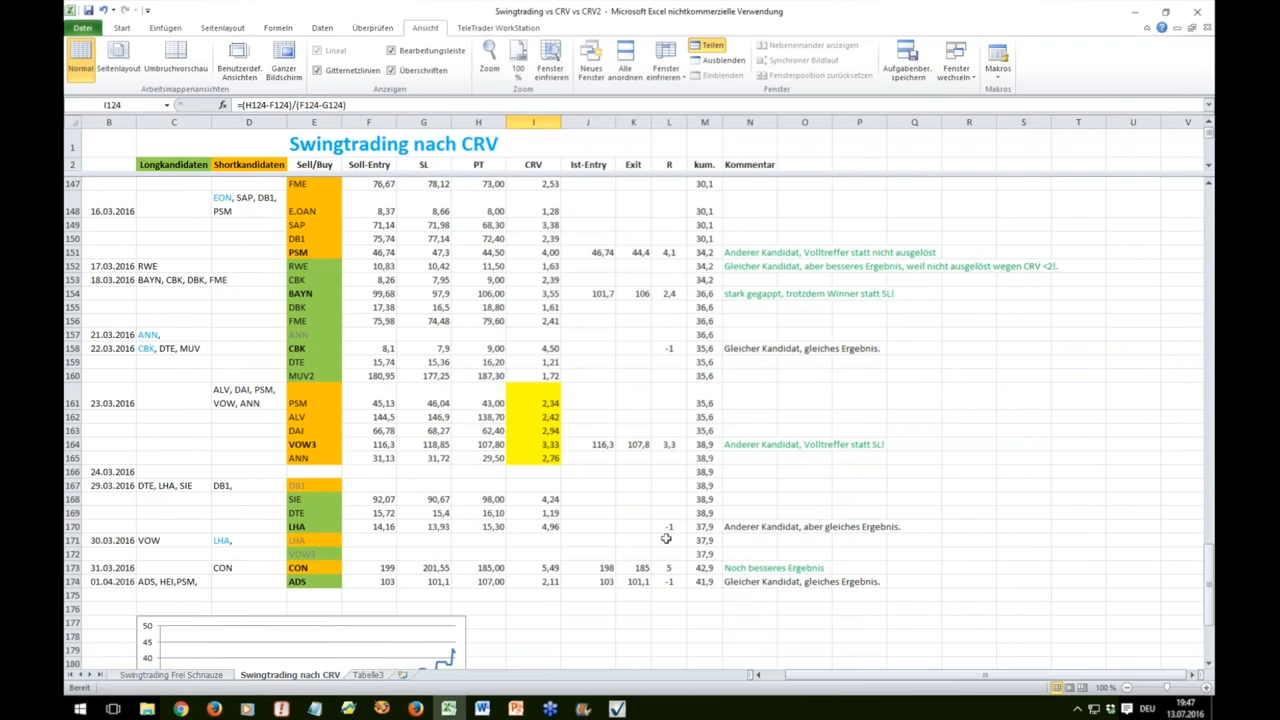 Swingtrading vs CRV vs CRV2 - Microsoft Excel nichtkommerzielle Verwendung
Datei Start Einfügen Seitenlayout Formeln Daten Überprüfen Ansicht TeleTrader WorkStation
Normal Seitenlayout Umbruchvorschau Benutzerdef. Ansichten Ganzer Bildschirm
Lineal Bearbeitungsleiste
Gitternetzlinien Überschriften
Zoom 100 % Fenster einfrieren Neues Fenster Alle anordnen Fenster einfrieren
Teilen
Ausblenden
Einblenden
Nebeneinander anzeigen
Synchroner Bildlauf
Fensterposition zurücksetzen
Aufgabenber. speichern Fenster wechseln Makros
Arbeitsmappenansichten Anzeigen Zoom Fenster Makros
I124 fx =(H124-F124)/(F124-G124)
B C D E F G H I J K L M N O P Q R S T U V
1 Swingtrading nach CRV
2 Longkandidaten Shortkandidaten Sell/Buy Soll-Entry SL PT CRV Ist-Entry Exit R kum. Kommentar
147 FME 76,67 78,12 73,00 2,53 30,1
148 16.03.2016 EON, SAP, DB1, PSM E.OAN 8,37 8,66 8,00 1,28 30,1
149 SAP 71,14 71,98 68,30 3,38 30,1
150 DB1 75,74 77,14 72,40 2,39 30,1
151 PSM 46,74 47,3 44,50 4,00 46,74 44,4 4,1 34,2 Anderer Kandidat, Volltreffer statt nicht ausgelöst
152 17.03.2016 RWE RWE 10,83 10,42 11,50 1,63 34,2 Gleicher Kandidat, aber besseres Ergebnis, weil nicht ausgelöst wegen CRV <2!.
153 18.03.2016 BAYN, CBK, DBK, FME CBK 8,26 7,95 9,00 2,39 34,2
154 BAYN 99,68 97,9 106,00 3,55 101,7 106 2,4 36,6 stark gegappt, trotzdem Winner statt SL!
155 DBK 17,38 16,5 18,80 1,61 36,6
156 FME 75,98 74,48 79,60 2,41 36,6
157 21.03.2016 ANN, ANN 36,6
158 22.03.2016 CBK, DTE, MUV CBK 8,1 7,9 9,00 4,50 -1 35,6 Gleicher Kandidat, gleiches Ergebnis.
159 DTE 15,74 15,36 16,20 1,21 35,6
160 MUV2 180,95 177,25 187,30 1,72 35,6
161 23.03.2016 ALV, DAI, PSM, VOW, ANN PSM 45,13 46,04 43,00 2,34 35,6
162 ALV 144,5 146,9 138,70 2,42 35,6
163 DAI 66,78 68,27 62,40 2,94 35,6
164 VOW3 116,3 118,85 107,80 3,33 116,3 107,8 3,3 38,9 Anderer Kandidat, Volltreffer statt SL!
165 ANN 31,13 31,72 29,50 2,76 38,9
166 24.03.2016 38,9
167 29.03.2016 DTE, LHA, SIE DB1, DB1 38,9
168 SIE 92,07 90,67 98,00 4,24 38,9
169 DTE 15,72 15,4 16,10 1,19 38,9
170 LHA 14,16 13,93 15,30 4,96 -1 37,9 Anderer Kandidat, aber gleiches Ergebnis.
171 30.03.2016 VOW LHA, LHA 37,9
172 VOW3 37,9
173 31.03.2016 CON CON 199 201,55 185,00 5,49 198 185 5 42,9 Noch besseres Ergebnis
174 01.04.2016 ADS, HEI,PSM, ADS 103 101,1 107,00 2,11 103 101,1 -1 41,9 Gleicher Kandidat, gleiches Ergebnis.
175
176
177 50
178 45
179 40
180
Swingtrading Frei Schnauze Swingtrading nach CRV Tabelle3
Bereit 100 %
DEU 19:47
13.07.2016